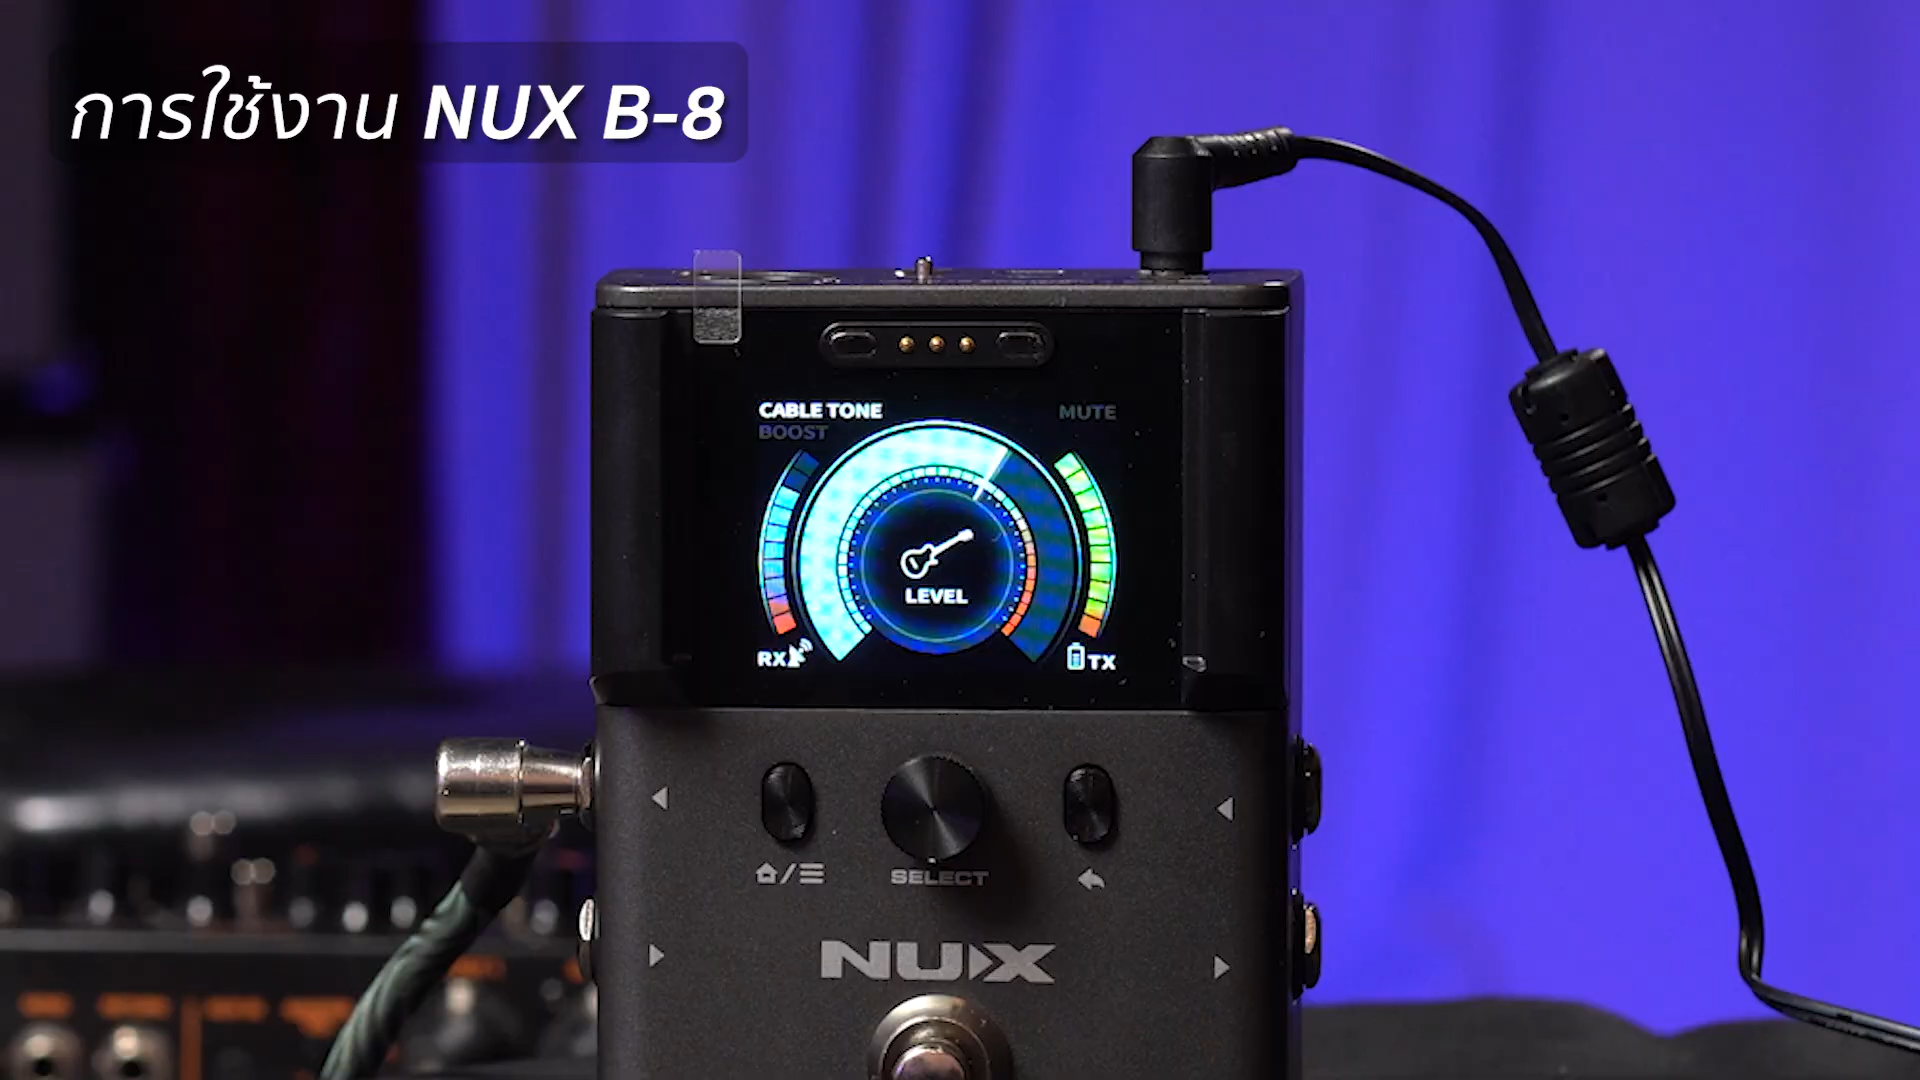 การใช้งาน NUX B-8
CABLE TONE
BOOST
MUTE
LEVEL
RX
TX
SELECT
NUX